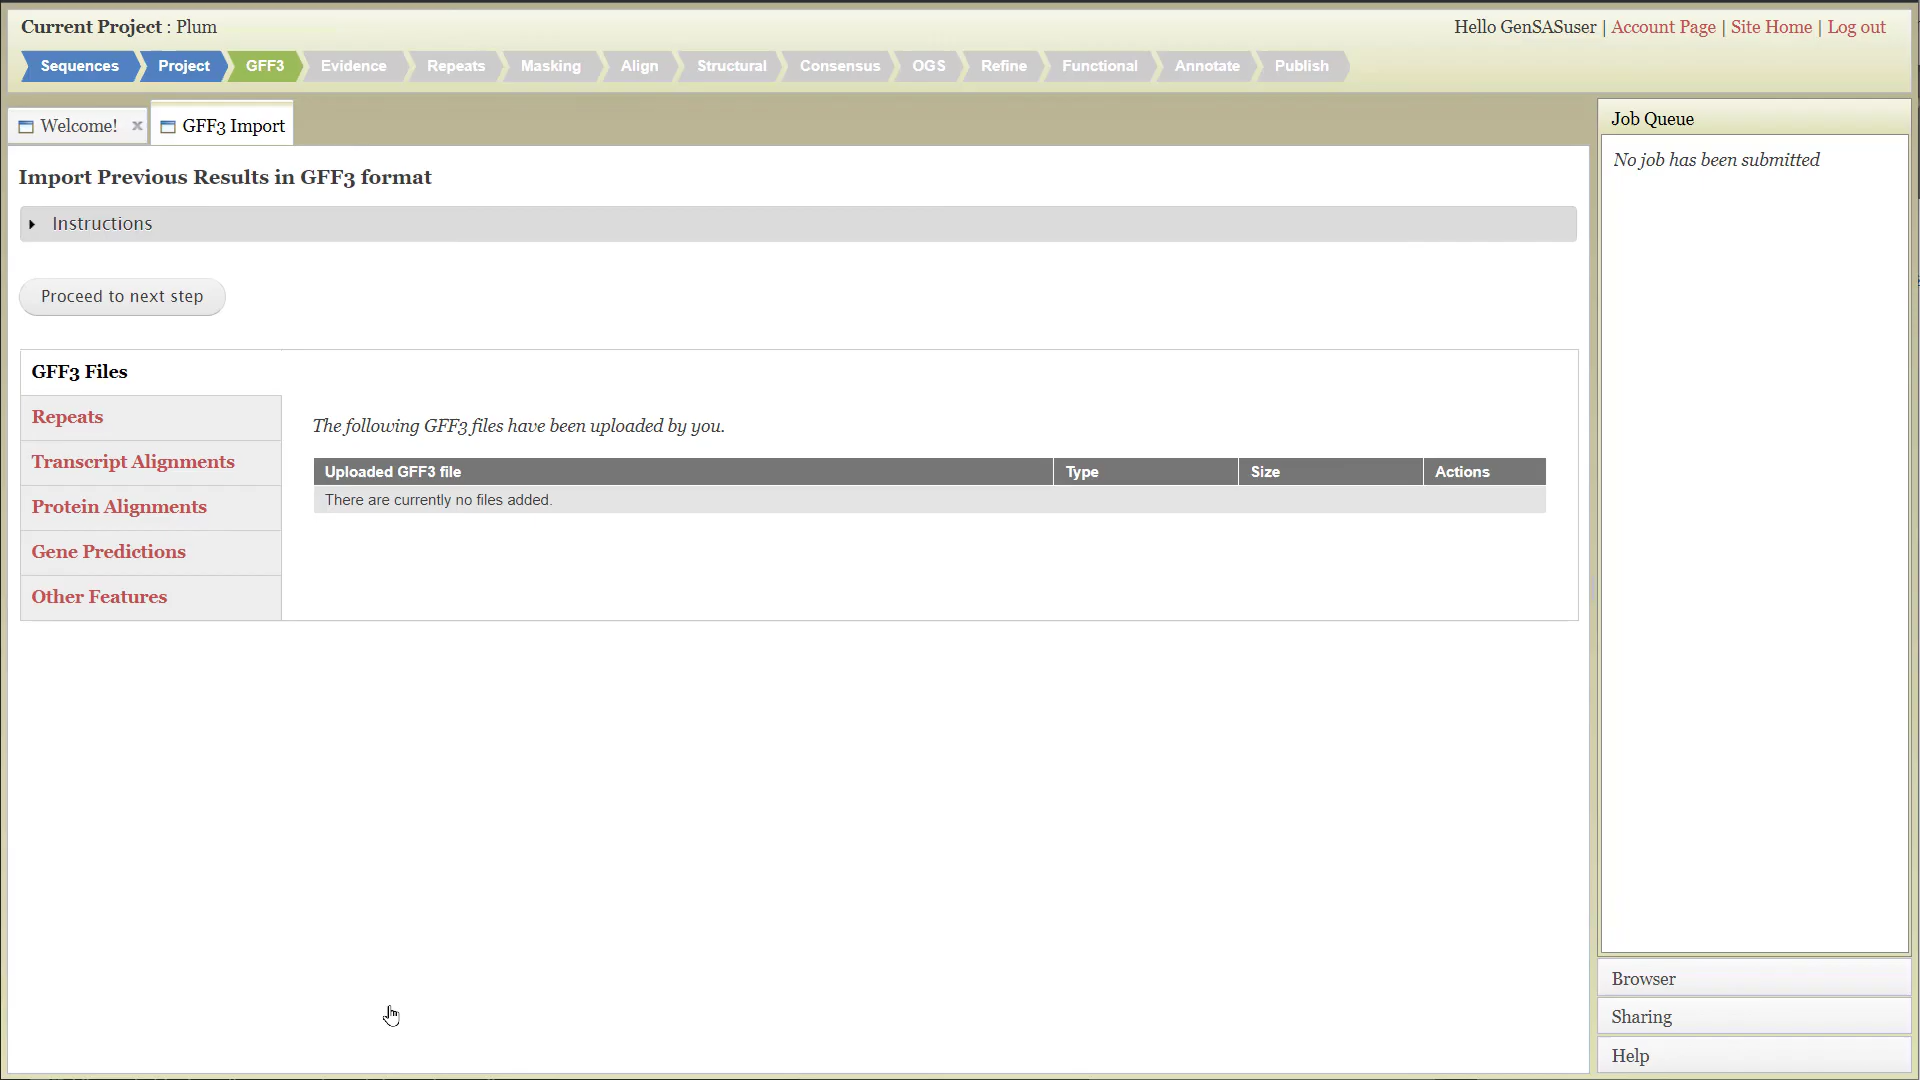 Current Project : Plum
Hello GenSASuser | Account Page | Site Home | Log out
Sequences Project GFF3 Evidence Repeats Masking Align Structural Consensus OGS Refine Functional Annotate Publish
Welcome!
GFF3 Import
Job Queue
No job has been submitted
Import Previous Results in GFF3 format
Instructions
Proceed to next step
GFF3 Files
Repeats
Transcript Alignments
Protein Alignments
Gene Predictions
Other Features
The following GFF3 files have been uploaded by you.
Uploaded GFF3 file Type Size Actions
There are currently no files added.
Browser
Sharing
Help